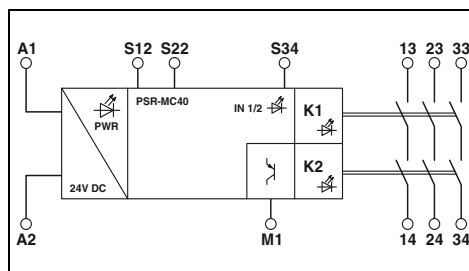 A1 S12 S22 S34 13 23 33
PWR PSR-MC40 IN 1/2 K1
24V DC K2
A2 M1 14 24 34